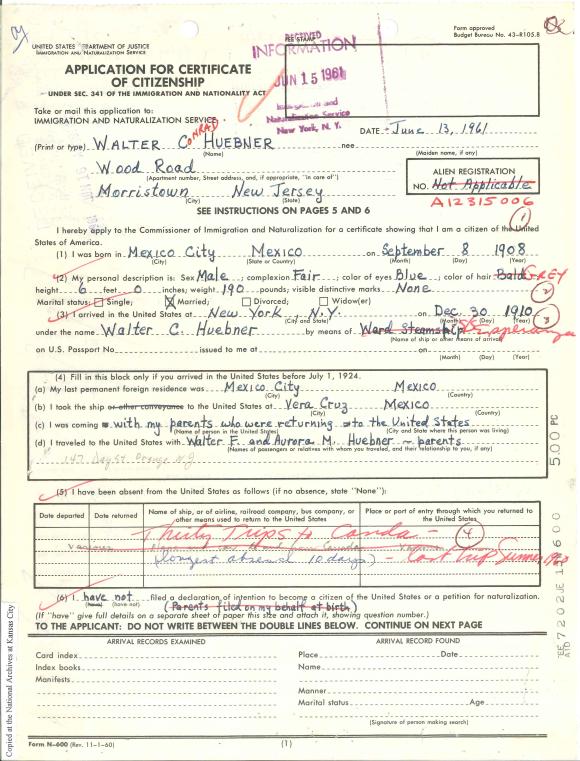 Form approved
Budget Bureau No. 43-R105.8
UNITED STATES DEPARTMENT OF JUSTICE
IMMIGRATION AND NATURALIZATION SERVICE
FEE STAMP
RECEIVED
INFORMATION
JUN 15 1961
Immigration and
Naturalization Service
New York, N. Y.
APPLICATION FOR CERTIFICATE
OF CITIZENSHIP
UNDER SEC. 341 OF THE IMMIGRATION AND NATIONALITY ACT
Take or mail this application to:
IMMIGRATION AND NATURALIZATION SERVICE,
DATE - June 13, 1961
CONRAD
(Print or type) WALTER C. HUEBNER nee
(Name) (Maiden name, if any)
Wood Road
(Apartment number, Street address, and, if appropriate, "in care of")
ALIEN REGISTRATION
NO. Not Applicable
Morristown New Jersey
(City) (State)
A12315006
SEE INSTRUCTIONS ON PAGES 5 AND 6
1
I hereby apply to the Commissioner of Immigration and Naturalization for a certificate showing that I am a citizen of the United
States of America.
(1) I was born in Mexico City Mexico on September 8 1908
(City) (State or Country) (Month) (Day) (Year)
(2) My personal description is: Sex Male; complexion Fair; color of eyes Blue; color of hair Bald GREY
height 6 feet 0 inches; weight 190 pounds; visible distinctive marks None
2
Marital status: Single; Married; Divorced; Widow(er)
(3) I arrived in the United States at New York, N.Y. on Dec. 30 1910
(City and State) (Month) (Day) (Year)
3
under the name Walter C. Huebner by means of Ward Steamship Esperanza
(Name of ship or other means of arrival)
on U.S. Passport No. issued to me at on
(Month) (Day) (Year)
(4) Fill in this block only if you arrived in the United States before July 1, 1924.
(a) My last permanent foreign residence was Mexico City Mexico
(City) (Country)
(b) I took the ship or other conveyance to the United States at Vera Cruz Mexico
(City) (Country)
(c) I was coming with my parents who were returning to the United States
(Name of person in the United States) (City and State where this person was living)
(d) I traveled to the United States with Walter F. and Aurora M. Huebner - parents
(Names of passengers or relatives with whom you traveled, and their relationship to you, if any)
147 Day St. Orange N.J.
(5) I have been absent from the United States as follows (if no absence, state "None"):
Date departed Date returned Name of ship, or of airline, railroad company, bus company, or
other means used to return to the United States Place or port of entry through which you returned to
the United States
Thirty Trips to Canda - 4
Various
(longest absence 10 days) - Last trip Summer 1960
(6) I have not filed a declaration of intention to become a citizen of the United States or a petition for naturalization.
(have) (have not) (Parents filed on my behalf at birth)
(If "have" give full details on a separate sheet of paper this size and attach it, showing question number.)
TO THE APPLICANT: DO NOT WRITE BETWEEN THE DOUBLE LINES BELOW. CONTINUE ON NEXT PAGE
ARRIVAL RECORDS EXAMINED ARRIVAL RECORD FOUND
Card index Place Date
Index books Name
Manifests
Manner
Marital status Age
(Signature of person making search)
Form N-600 (Rev. 11-1-60) (1)
Copied at the National Archives at Kansas City
5.00 PC